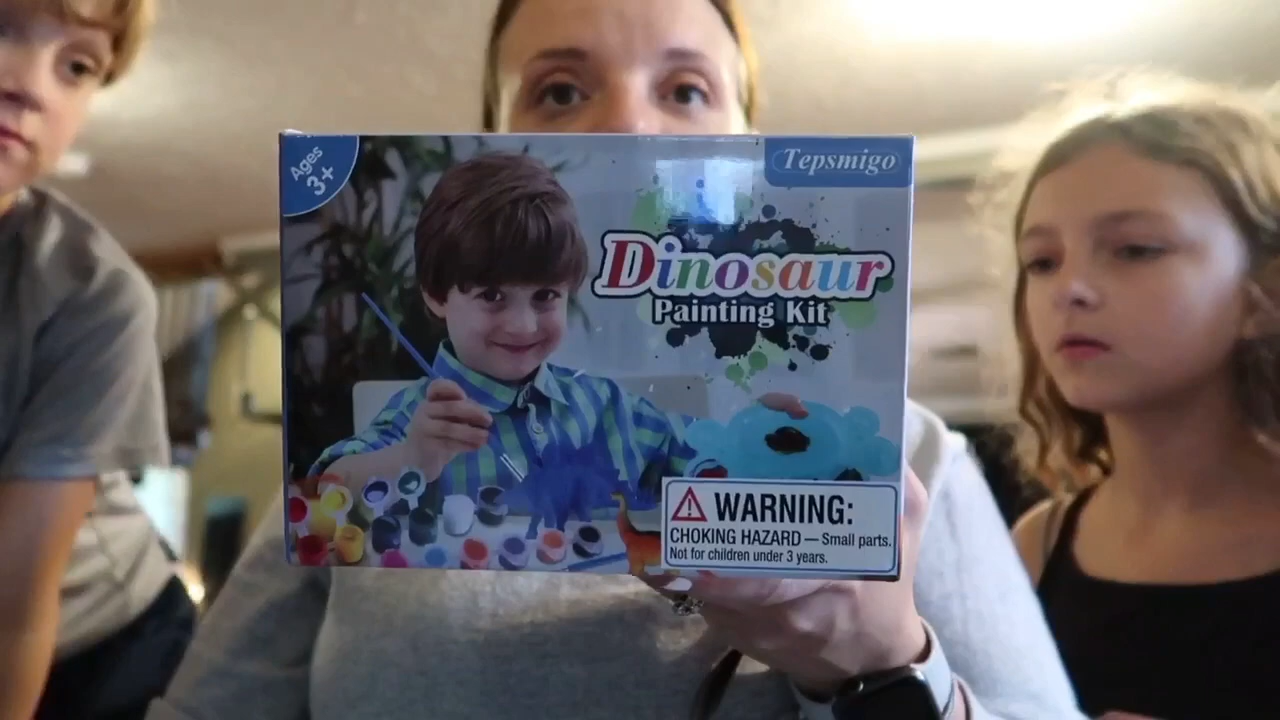 Ages
3+
Tepsmigo
Dinosaur
Painting Kit
WARNING:
CHOKING HAZARD — Small parts.
Not for children under 3 years.